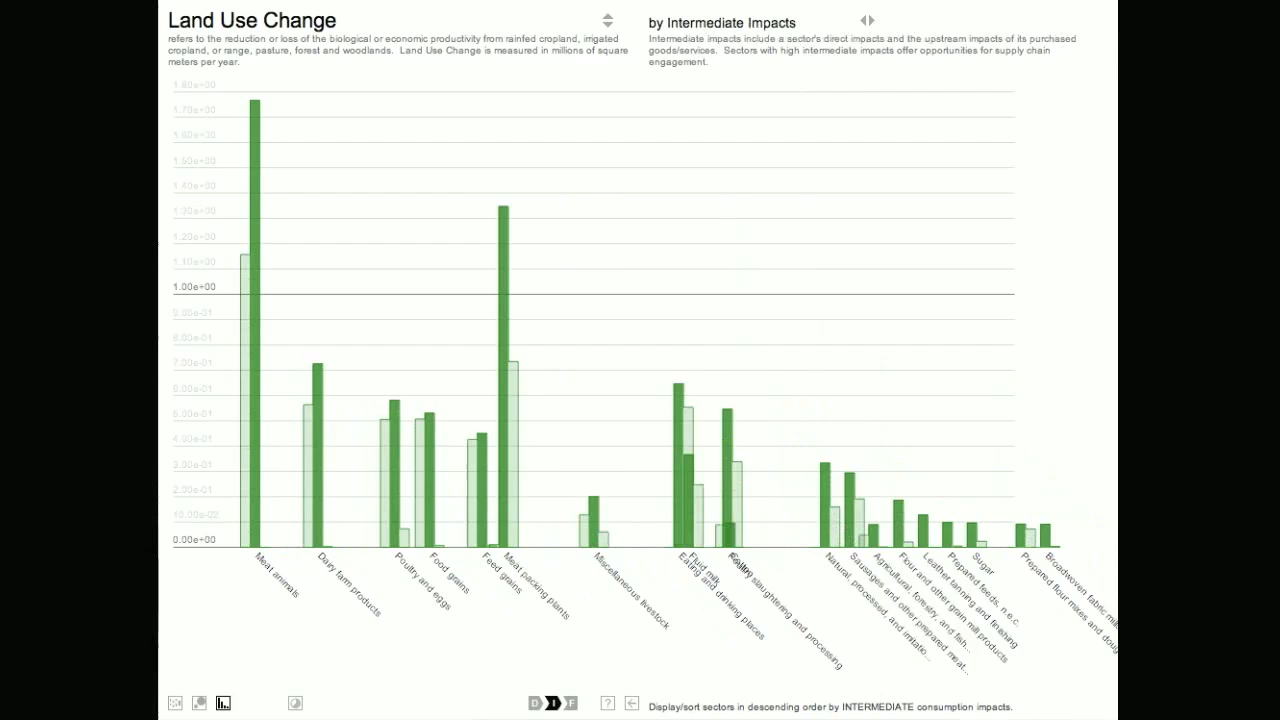 Land Use Change
refers to the reduction or loss of the biological or economic productivity from rainfed cropland, irrigated
cropland, or range, pasture, forest and woodlands. Land Use Change is measured in millions of square
meters per year.
by Intermediate Impacts
Intermediate impacts include a sector's direct impacts and the upstream impacts of its purchased
goods/services. Sectors with high intermediate impacts offer opportunities for supply chain
engagement.
1.80e+00
1.70e+00
1.60e+00
1.50e+00
1.40e+00
1.30e+00
1.20e+00
1.10e+00
1.00e+00
9.00e-01
8.00e-01
7.00e-01
6.00e-01
5.00e-01
4.00e-01
3.00e-01
2.00e-01
10.00e-02
0.00e+00
Meat animals
Dairy farm products
Poultry and eggs
Food grains
Feed grains
Meat packing plants
Miscellaneous livestock
Eating and drinking places
Fluid milk
slaughtering and processing
Natural, processed, and imitatio...
Sausages and other prepared meat...
Agricultural, forestry, and fish...
Flour and other grain mill products
Leather tanning and finishing
Prepared feeds, n.e.c.
Sugar
Prepared flour mixes and doug
Broadwoven fabric mil
D I F
?
Display/sort sectors in descending order by INTERMEDIATE consumption impacts.